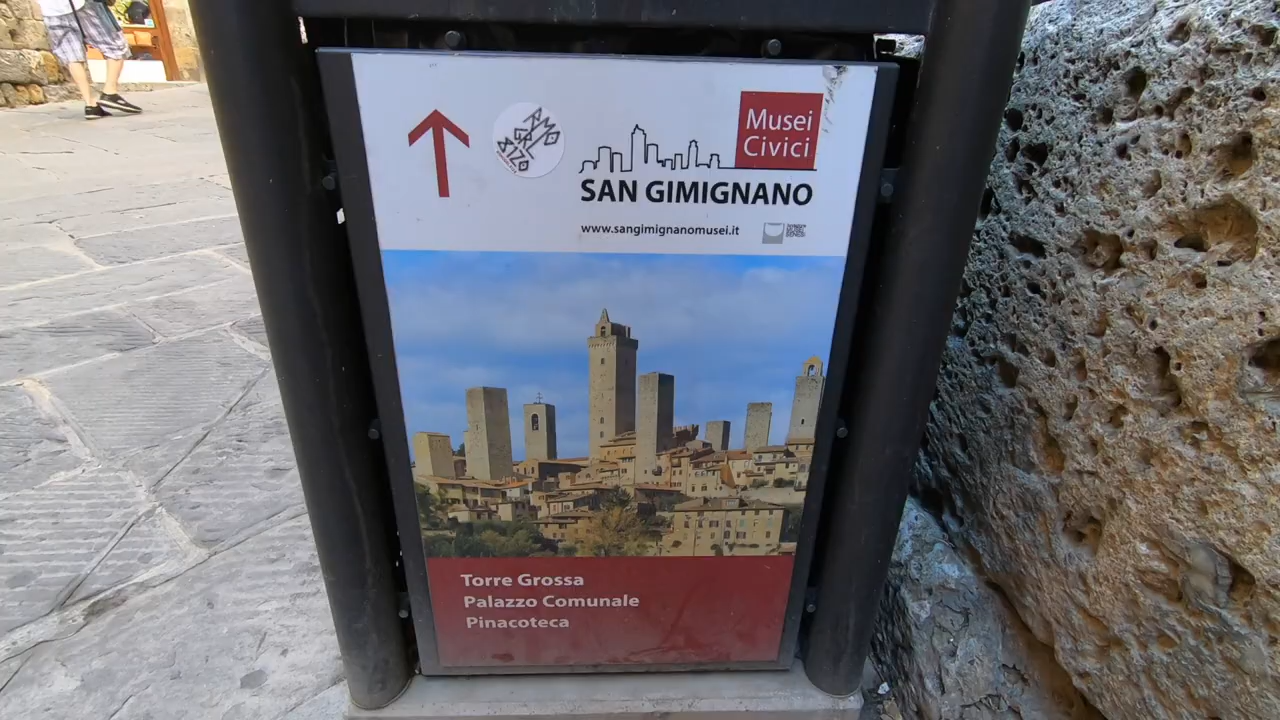 Musei
Civici
SAN GIMIGNANO
www.sangimignanomusei.it
Torre Grossa
Palazzo Comunale
Pinacoteca